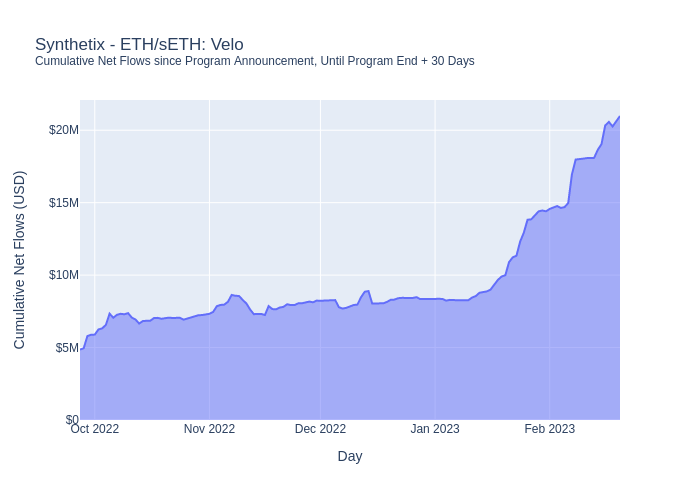 Synthetix - ETH/sETH: Velo
Cumulative Net Flows since Program Announcement, Until Program End + 30 Days
Cumulative Net Flows (USD)
$20M
$15M
$10M
$5M
$0
Oct 2022
Nov 2022
Dec 2022
Jan 2023
Feb 2023
Day